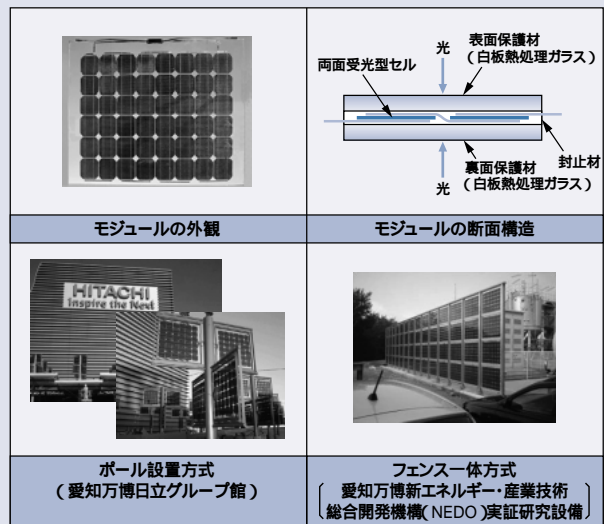 光
表面保護材
(白板熱処理ガラス)
両面受光型セル
封止材
裏面保護材
(白板熱処理ガラス)
光
モジュールの外観
モジュールの断面構造
HITACHI
Inspire the Next
ポール設置方式
(愛知万博日立グループ館)
フェンス一体方式
愛知万博新エネルギー・産業技術
総合開発機構(NEDO)実証研究設備